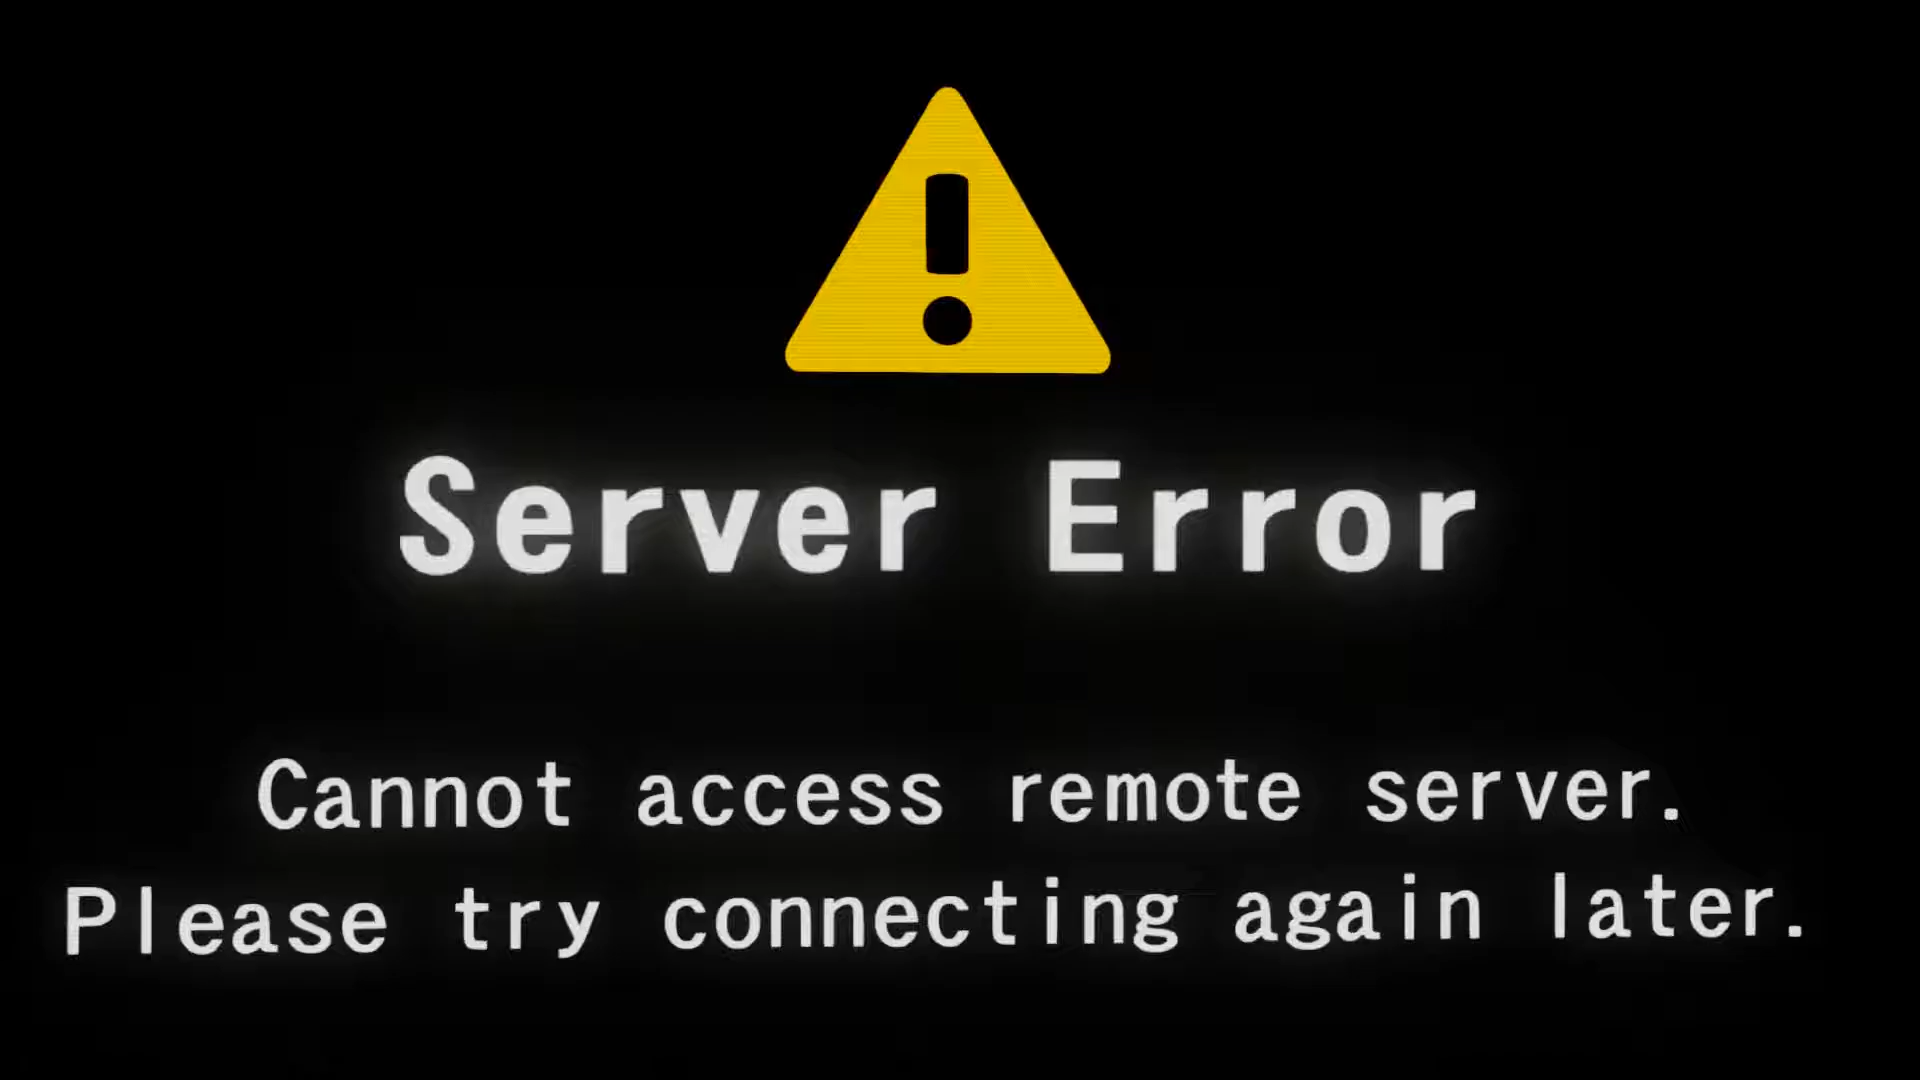 Server Error
Cannot access remote server.
Please try connecting again later.